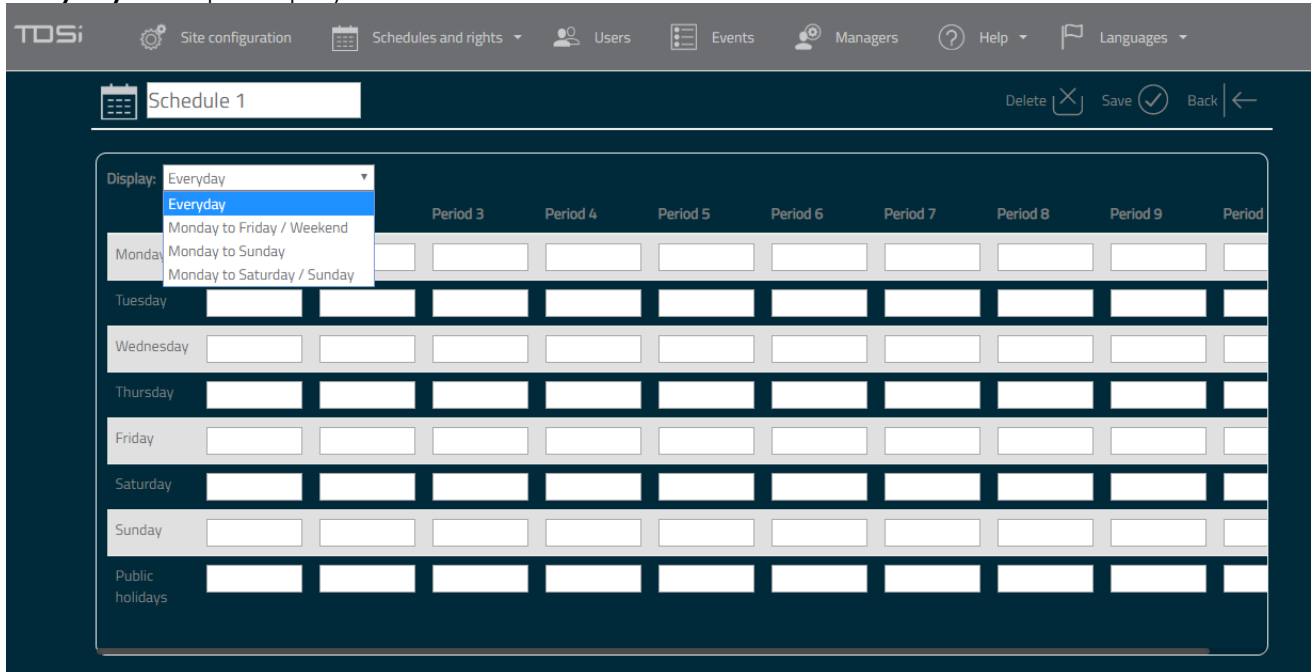 TDSi Site configuration Schedules and rights Users Events Managers Help Languages
Schedule 1 Delete Save Back
Display: Everyday
Everyday
Monday to Friday / Weekend
Monday to Sunday
Monday to Saturday / Sunday
Period 3 Period 4 Period 5 Period 6 Period 7 Period 8 Period 9 Period
Monday
Tuesday
Wednesday
Thursday
Friday
Saturday
Sunday
Public
holidays